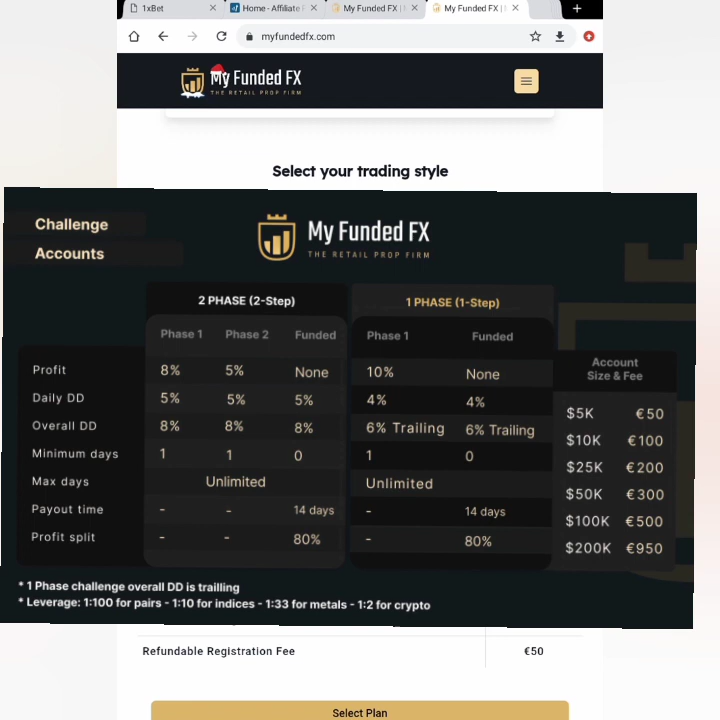 1xBet
Home - Affiliate
My Funded FX |
My Funded FX |
myfundedfx.com
My Funded FX
THE RETAIL PROP FIRM
Select your trading style
Challenge
Accounts
My Funded FX
THE RETAIL PROP FIRM
2 PHASE (2-Step) 1 PHASE (1-Step)
Phase 1 Phase 2 Funded Phase 1 Funded
Account
Size & Fee
Profit 8% 5% None 10% None
Daily DD 5% 5% 5% 4% 4%
Overall DD 8% 8% 8% 6% Trailing 6% Trailing
Minimum days 1 1 0 1 0
Max days Unlimited Unlimited
Payout time - - 14 days - 14 days
Profit split - - 80% - 80%
$5K €50
$10K €100
$25K €200
$50K €300
$100K €500
$200K €950
* 1 Phase challenge overall DD is trailling
* Leverage: 1:100 for pairs - 1:10 for indices - 1:33 for metals - 1:2 for crypto
Refundable Registration Fee €50
Select Plan